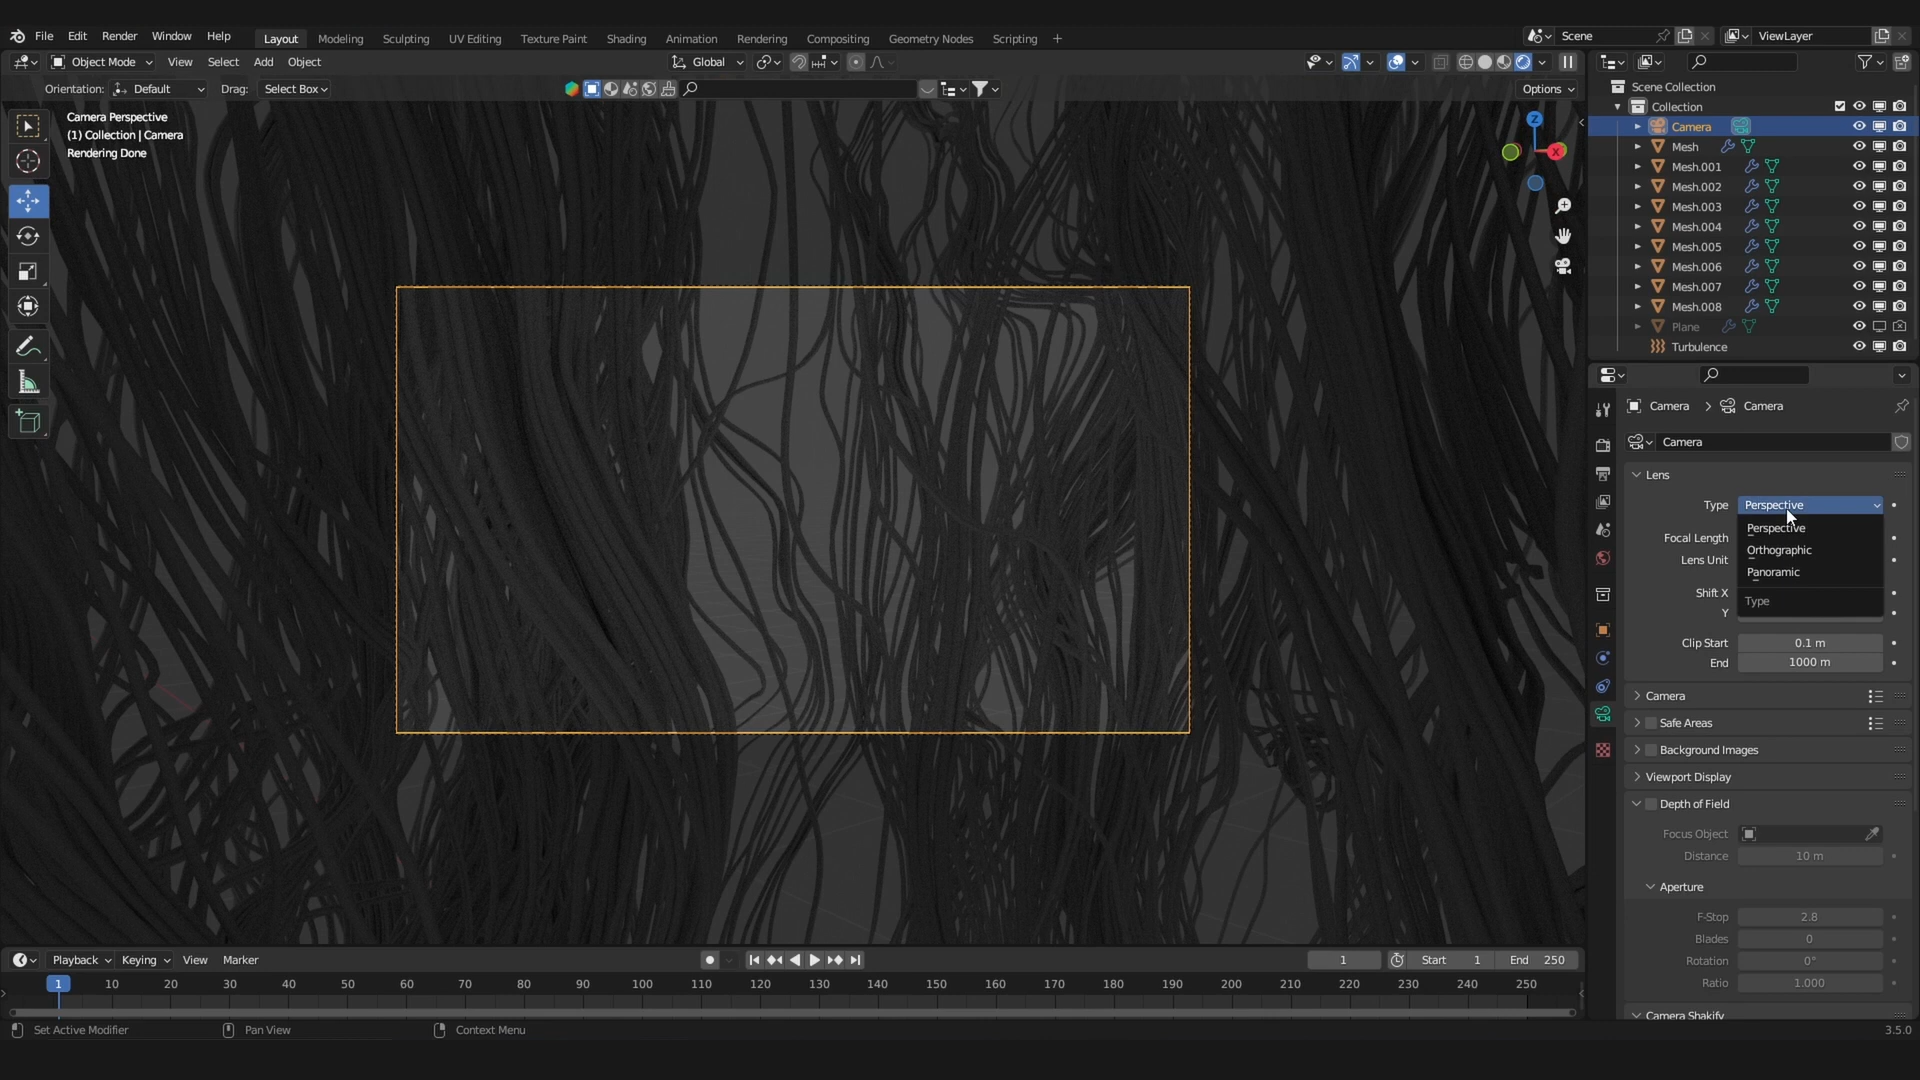 File Edit Render Window Help Layout Modeling Sculpting UV Editing Texture Paint Shading Animation Rendering Compositing Geometry Nodes Scripting + Scene ViewLayer
Object Mode View Select Add Object Global
Orientation: Default Drag: Select Box Options
Camera Perspective
(1) Collection | Camera
Rendering Done
Z
X
Scene Collection
Collection
Camera
Mesh
Mesh.001
Mesh.002
Mesh.003
Mesh.004
Mesh.005
Mesh.006
Mesh.007
Mesh.008
Plane
Turbulence
Camera > Camera
Camera
Lens
Type Perspective
Perspective
Focal Length
Orthographic
Lens Unit
Panoramic
Shift X
Type
Y
Clip Start 0.1 m
End 1000 m
Camera
Safe Areas
Background Images
Viewport Display
Depth of Field
Focus Object
Distance 10 m
Aperture
F-Stop 2.8
Blades 0
Rotation 0°
Ratio 1.000
Camera Shakify
Playback Keying View Marker 1 Start 1 End 250
1 10 20 30 40 50 60 70 80 90 100 110 120 130 140 150 160 170 180 190 200 210 220 230 240 250
Set Active Modifier Pan View Context Menu 3.5.0